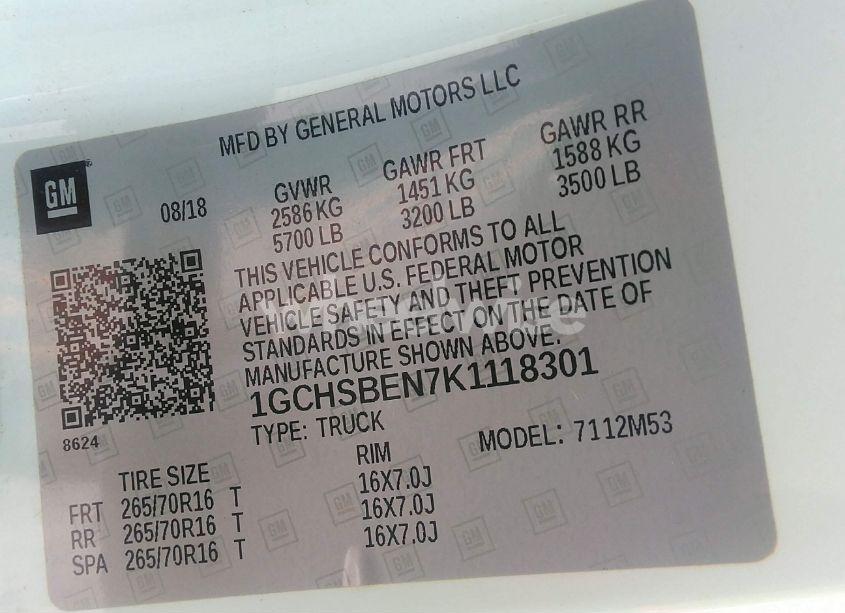 MFD BY GENERAL MOTORS LLC
GM
08/18
GVWR
2586 KG
5700 LB
GAWR FRT
1451 KG
3200 LB
GAWR RR
1588 KG
3500 LB
THIS VEHICLE CONFORMS TO ALL
APPLICABLE U.S. FEDERAL MOTOR
VEHICLE SAFETY AND THEFT PREVENTION
STANDARDS IN EFFECT ON THE DATE OF
MANUFACTURE SHOWN ABOVE.
1GCHSBEN7K1118301
8624
TYPE: TRUCK
MODEL: 7112M53
TIRE SIZE RIM
FRT 265/70R16 T 16X7.0J
RR 265/70R16 T 16X7.0J
SPA 265/70R16 T 16X7.0J